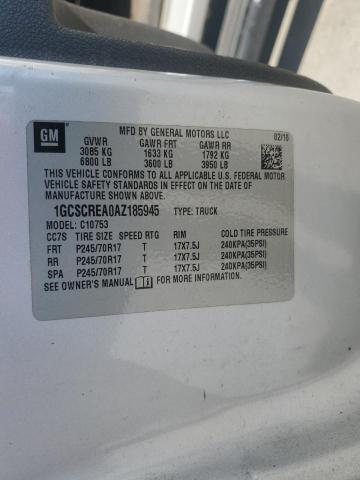 GM
MFD BY GENERAL MOTORS LLC 02/10
GVWR GAWR FRT GAWR RR
3085 KG 1633 KG 1792 KG
6800 LB 3600 LB 3950 LB
THIS VEHICLE CONFORMS TO ALL APPLICABLE U.S. FEDERAL MOTOR
VEHICLE SAFETY STANDARDS IN EFFECT ON THE DATE OF
MANUFACTURE SHOWN ABOVE.
1GCSCREA0AZ185945 TYPE: TRUCK
MODEL: C10753
CC7S TIRE SIZE SPEED RTG RIM COLD TIRE PRESSURE
FRT P245/70R17 T 17X7.5J 240KPA(35PSI)
RR P245/70R17 T 17X7.5J 240KPA(35PSI)
SPA P245/70R17 T 17X7.5J 240KPA(35PSI)
SEE OWNER'S MANUAL FOR MORE INFORMATION